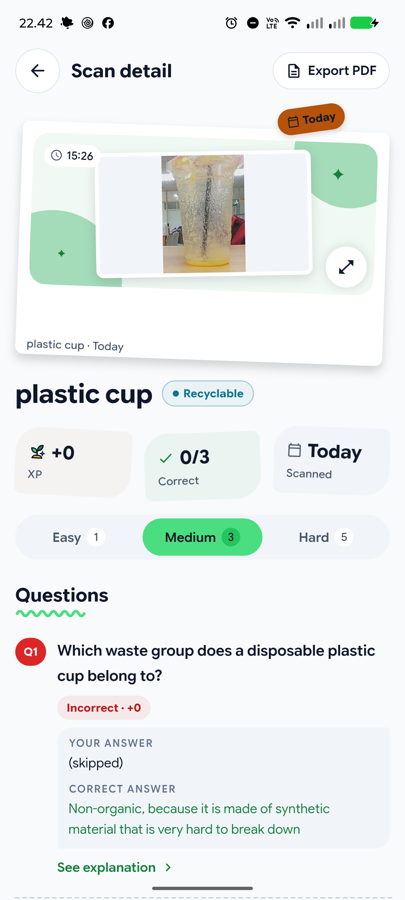 22.42
Vo))
LTE
Scan detail
Export PDF
Today
15:26
plastic cup · Today
plastic cup
Recyclable
+0
XP
0/3
Correct
Today
Scanned
Easy 1
Medium 3
Hard 5
Questions
Q1
Which waste group does a disposable plastic
cup belong to?
Incorrect · +0
YOUR ANSWER
(skipped)
CORRECT ANSWER
Non-organic, because it is made of synthetic
material that is very hard to break down
See explanation